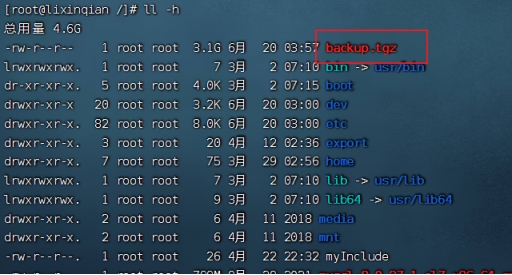 [root@lixinqian /]# ll -h
总用量 4.6G
-rw-r--r--   1 root root  3.1G 6月   20 03:57 backup.tgz
lrwxrwxrwx.  1 root root     7 3月    2 07:10 bin -> usr/bin
dr-xr-xr-x.  5 root root  4.0K 3月    2 07:15 boot
drwxr-xr-x  20 root root  3.2K 6月   20 03:00 dev
drwxr-xr-x. 82 root root  8.0K 6月   20 03:00 etc
drwxr-xr-x.  3 root root    20 4月   12 02:36 export
drwxr-xr-x.  7 root root    75 3月   29 02:56 home
lrwxrwxrwx.  1 root root     7 3月    2 07:10 lib -> usr/lib
lrwxrwxrwx.  1 root root     9 3月    2 07:10 lib64 -> usr/lib64
drwxr-xr-x.  2 root root     6 4月   11 2018 media
drwxr-xr-x.  2 root root     6 4月   11 2018 mnt
-rw-r--r--.  1 root root    26 4月   22 22:32 myInclude